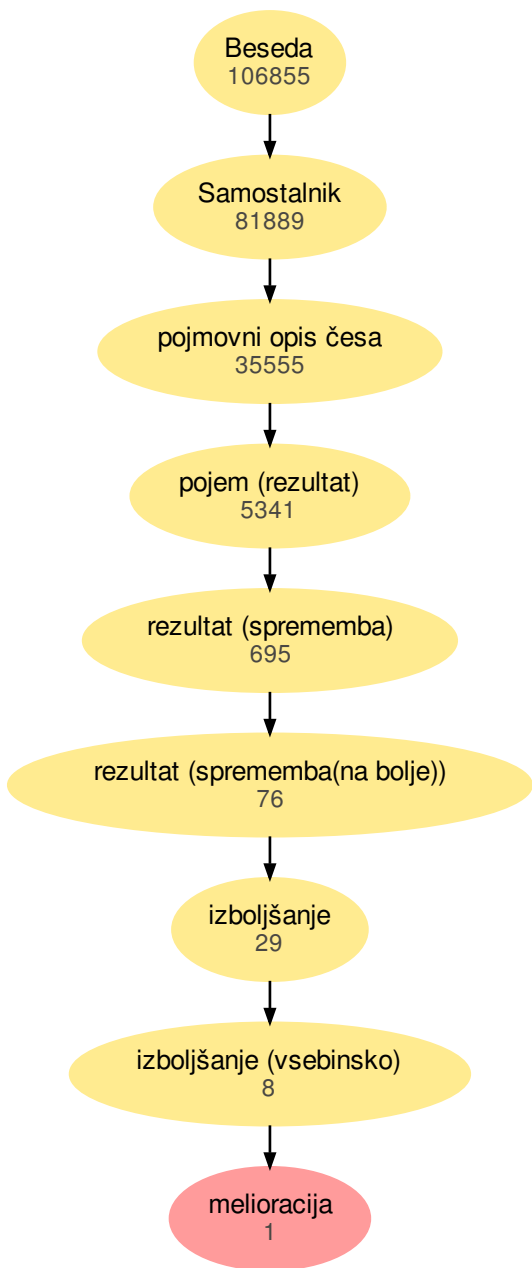 Beseda
106855
Samostalnik
81889
pojmovni opis česa
35555
pojem (rezultat)
5341
rezultat (sprememba)
695
rezultat (sprememba(na bolje))
76
izboljšanje
29
izboljšanje (vsebinsko)
8
melioracija
1